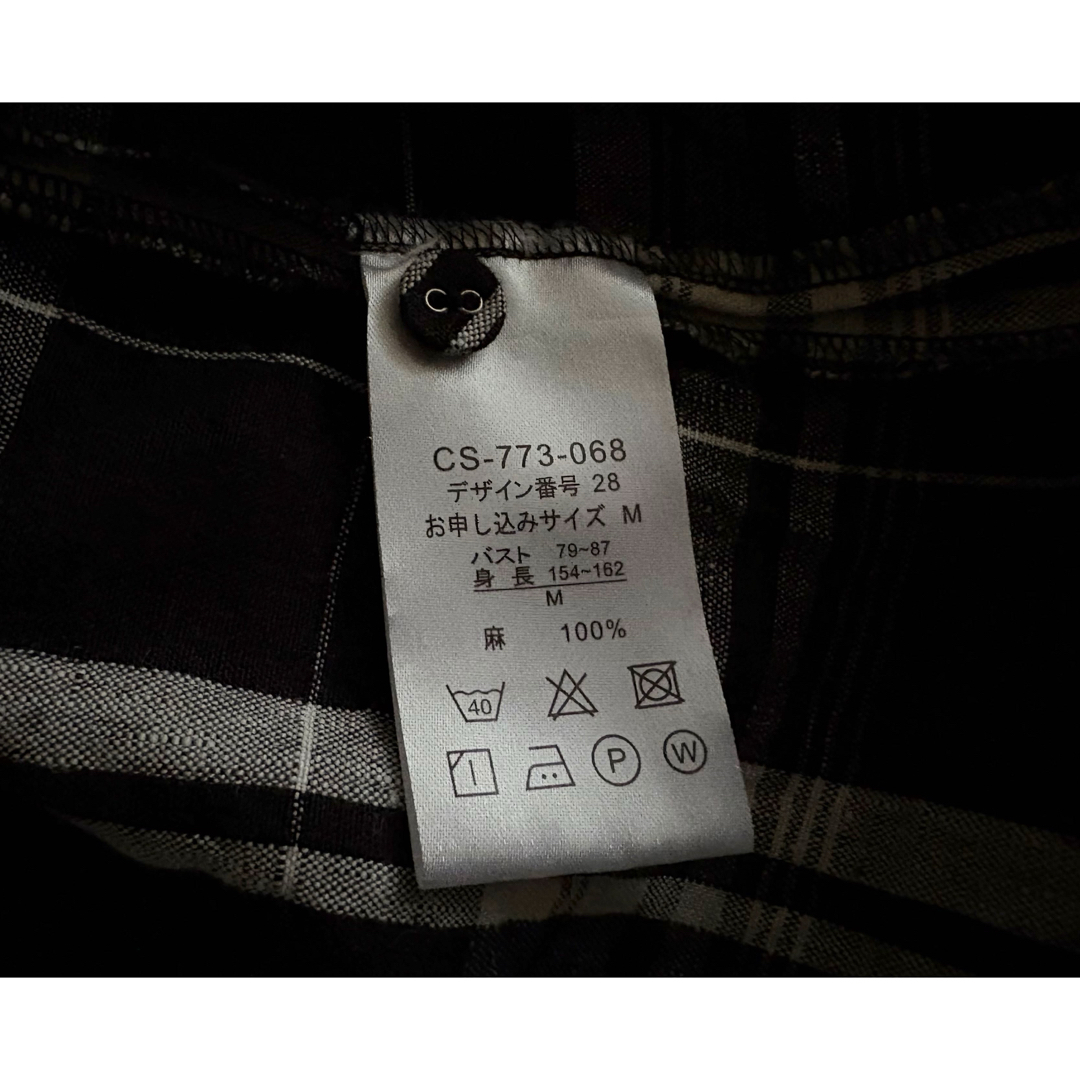 CS-773-068
デザイン番号 28
お申し込みサイズ M
バスト 79~87
身 長 154~162
M
麻 100%
40
P W